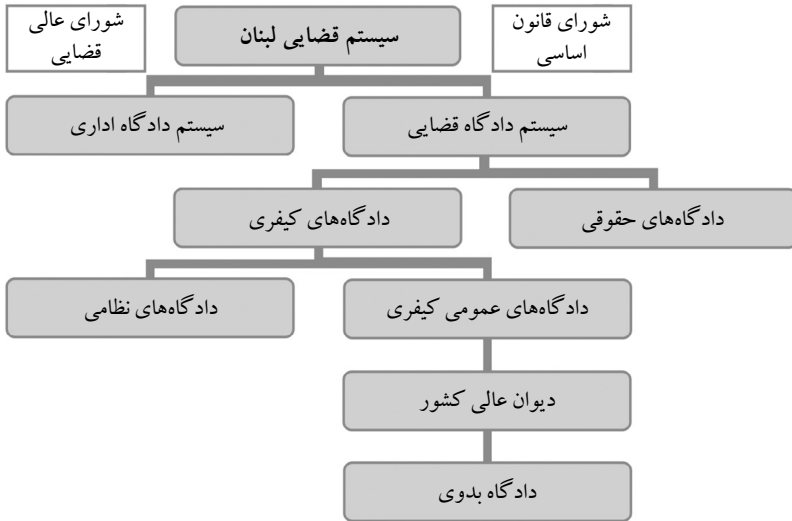 شورای قانون
اساسی
سیستم قضایی لبنان
شورای عالی
قضایی
سیستم دادگاه قضایی
سیستم دادگاه اداری
دادگاه‌های حقوقی
دادگاه‌های کیفری
دادگاه‌های عمومی کیفری
دادگاه‌های نظامی
دیوان عالی کشور
دادگاه بدوی